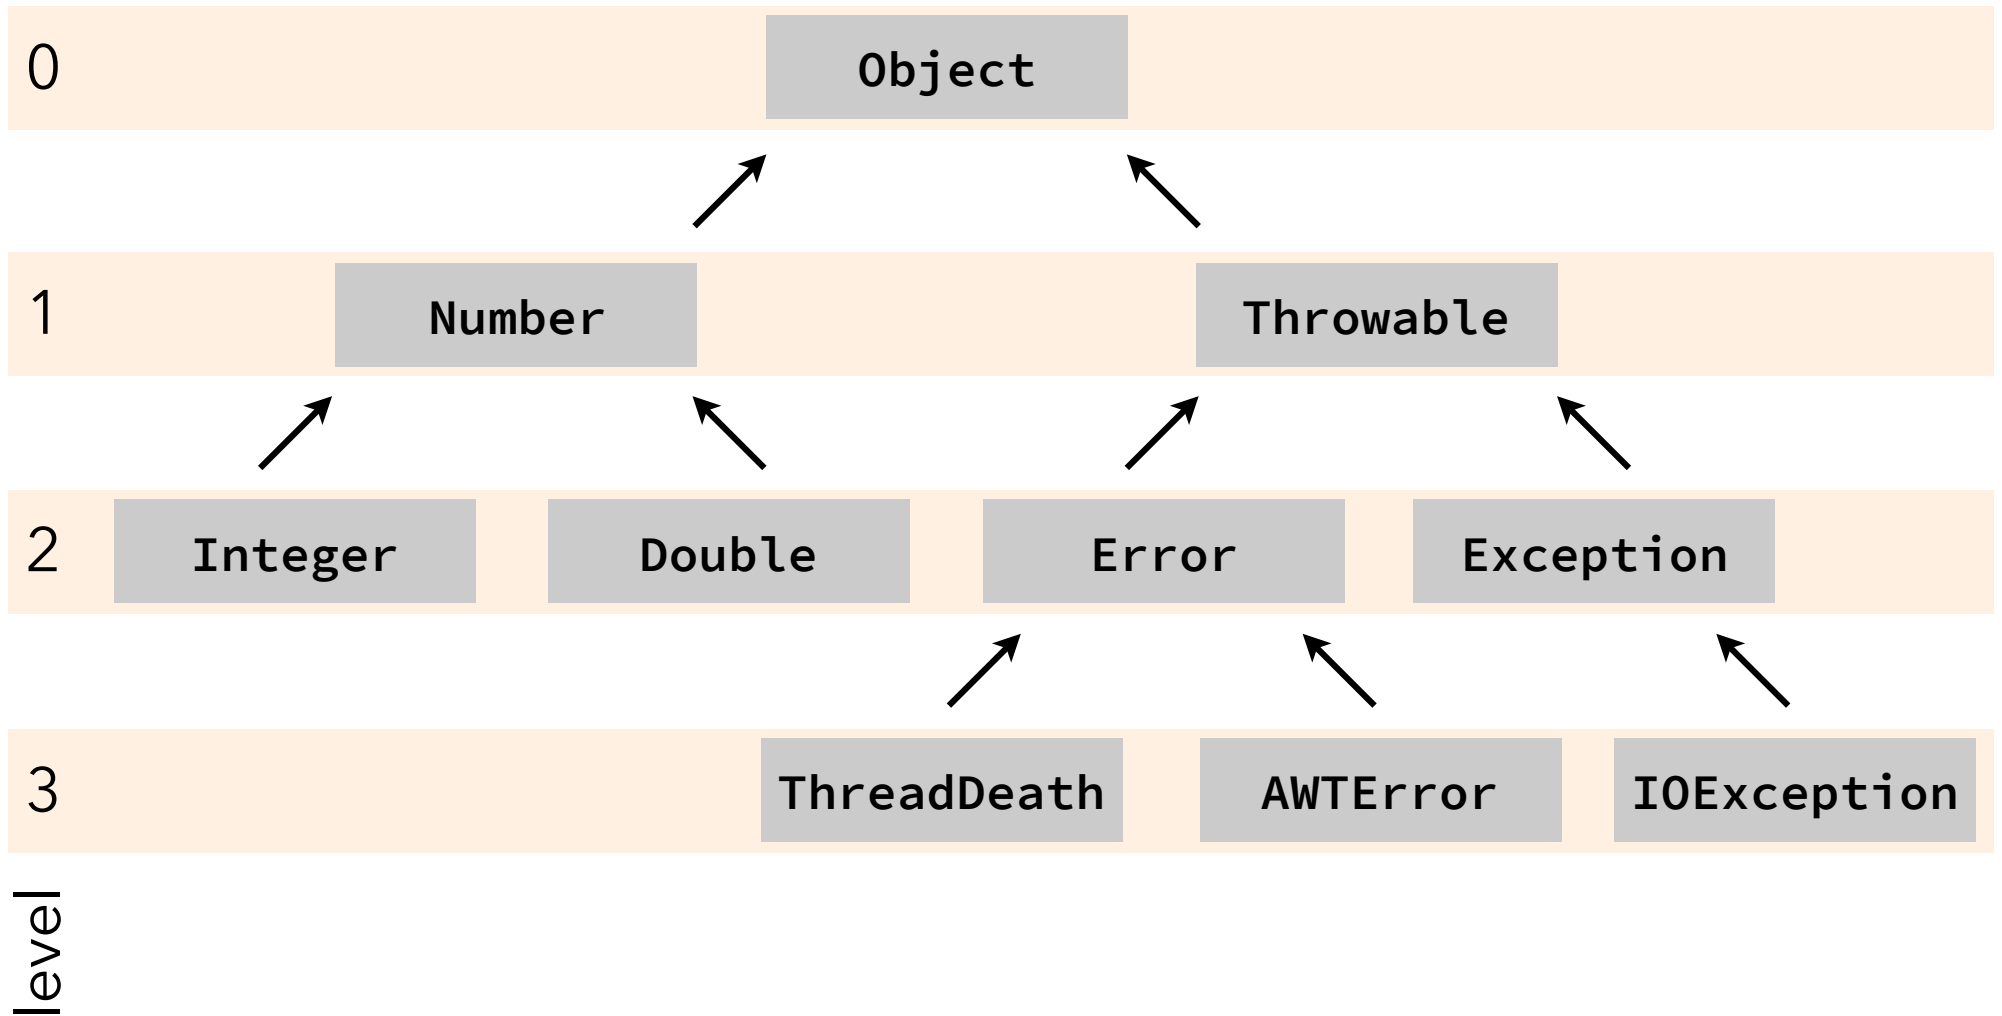 0
Object
1
Number
Throwable
2
Integer
Double
Error
Exception
3
ThreadDeath
AWTError
IOException
level